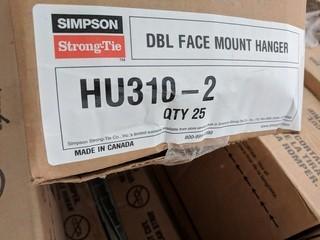 SIMPSON
Strong-Tie
DBL FACE MOUNT HANGER
HU310-2
QTY 25
MADE IN CANADA